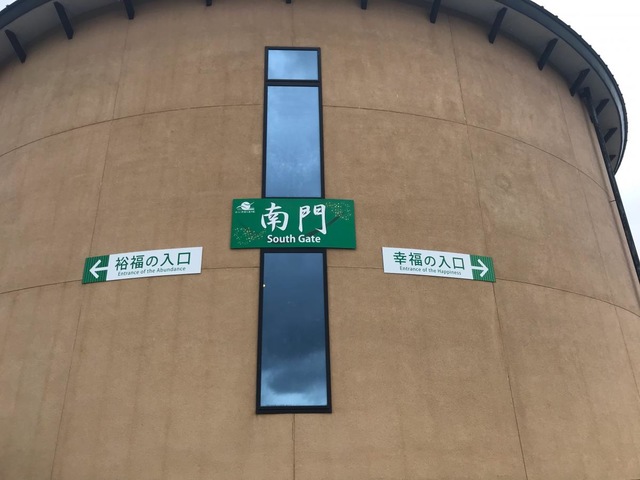 南門
South Gate
裕福の入口
Entrance of the Abundance
幸福の入口
Entrance of the Happiness